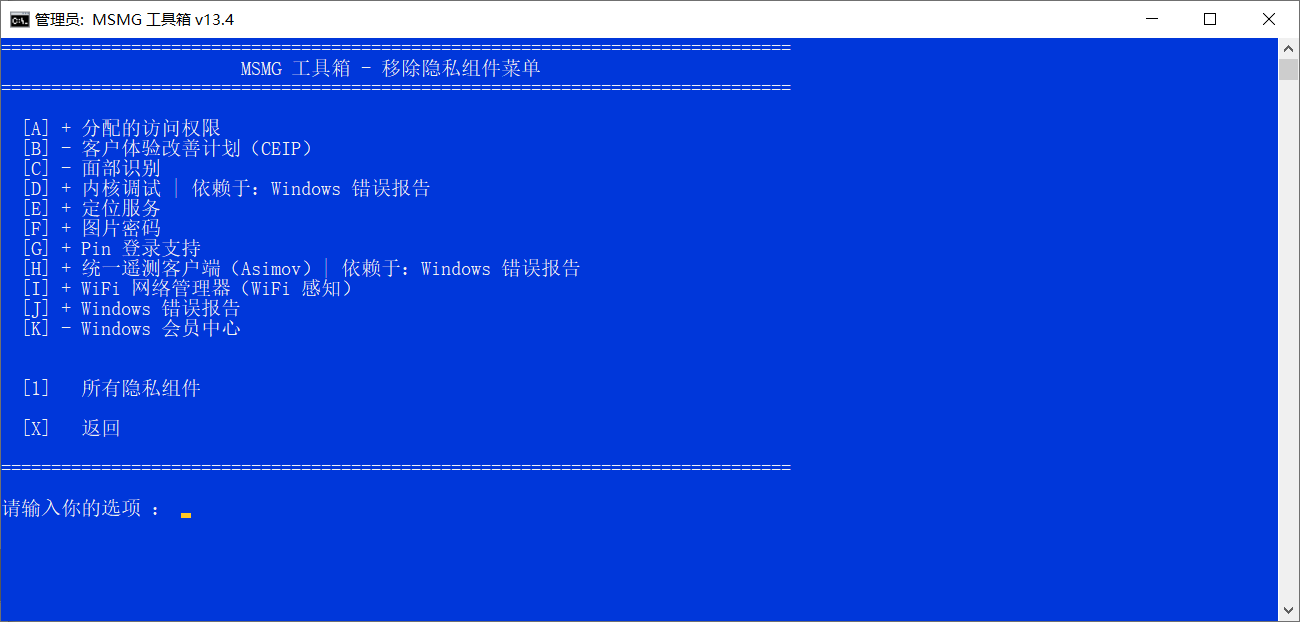 管理员: MSMG 工具箱 v13.4
===============================================================================
MSMG 工具箱 - 移除隐私组件菜单
===============================================================================
[A] + 分配的访问权限
[B] - 客户体验改善计划（CEIP）
[C] - 面部识别
[D] + 内核调试 | 依赖于：Windows 错误报告
[E] + 定位服务
[F] + 图片密码
[G] + Pin 登录支持
[H] + 统一遥测客户端（Asimov）| 依赖于：Windows 错误报告
[I] + WiFi 网络管理器（WiFi 感知）
[J] + Windows 错误报告
[K] - Windows 会员中心
[1] 所有隐私组件
[X] 返回
===============================================================================
请输入你的选项 ：